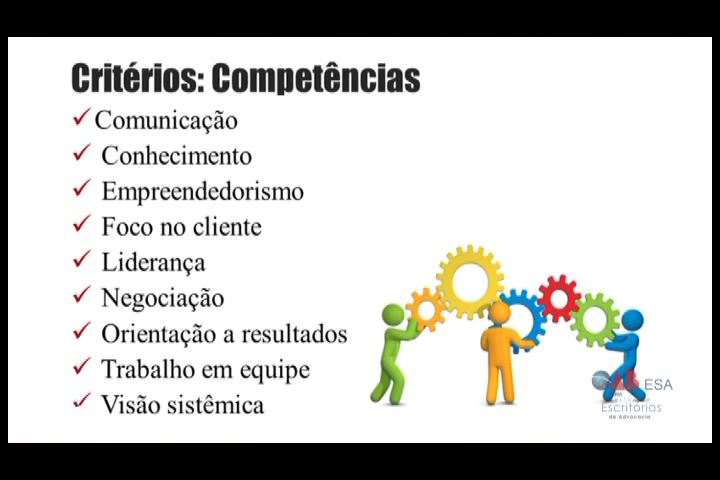 Critérios: Competências
Comunicação
Conhecimento
Empreendedorismo
Foco no cliente
Liderança
Negociação
Orientação a resultados
Trabalho em equipe
Visão sistêmica
ESA
Escritórios
de Advocacia